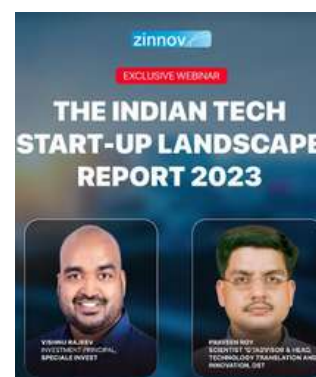 zinnov
EXCLUSIVE WEBINAR
THE INDIAN TECH
START-UP LANDSCAPE
REPORT 2023
VISHNU RAJEEV
INVESTMENT PRINCIPAL,
SPECIALE INVEST
PRAVEEN ROY
SCIENTIST
ADVISOR & HEAD,
TECHNOLOGY TRANSLATION AND
INNOVATION, DST